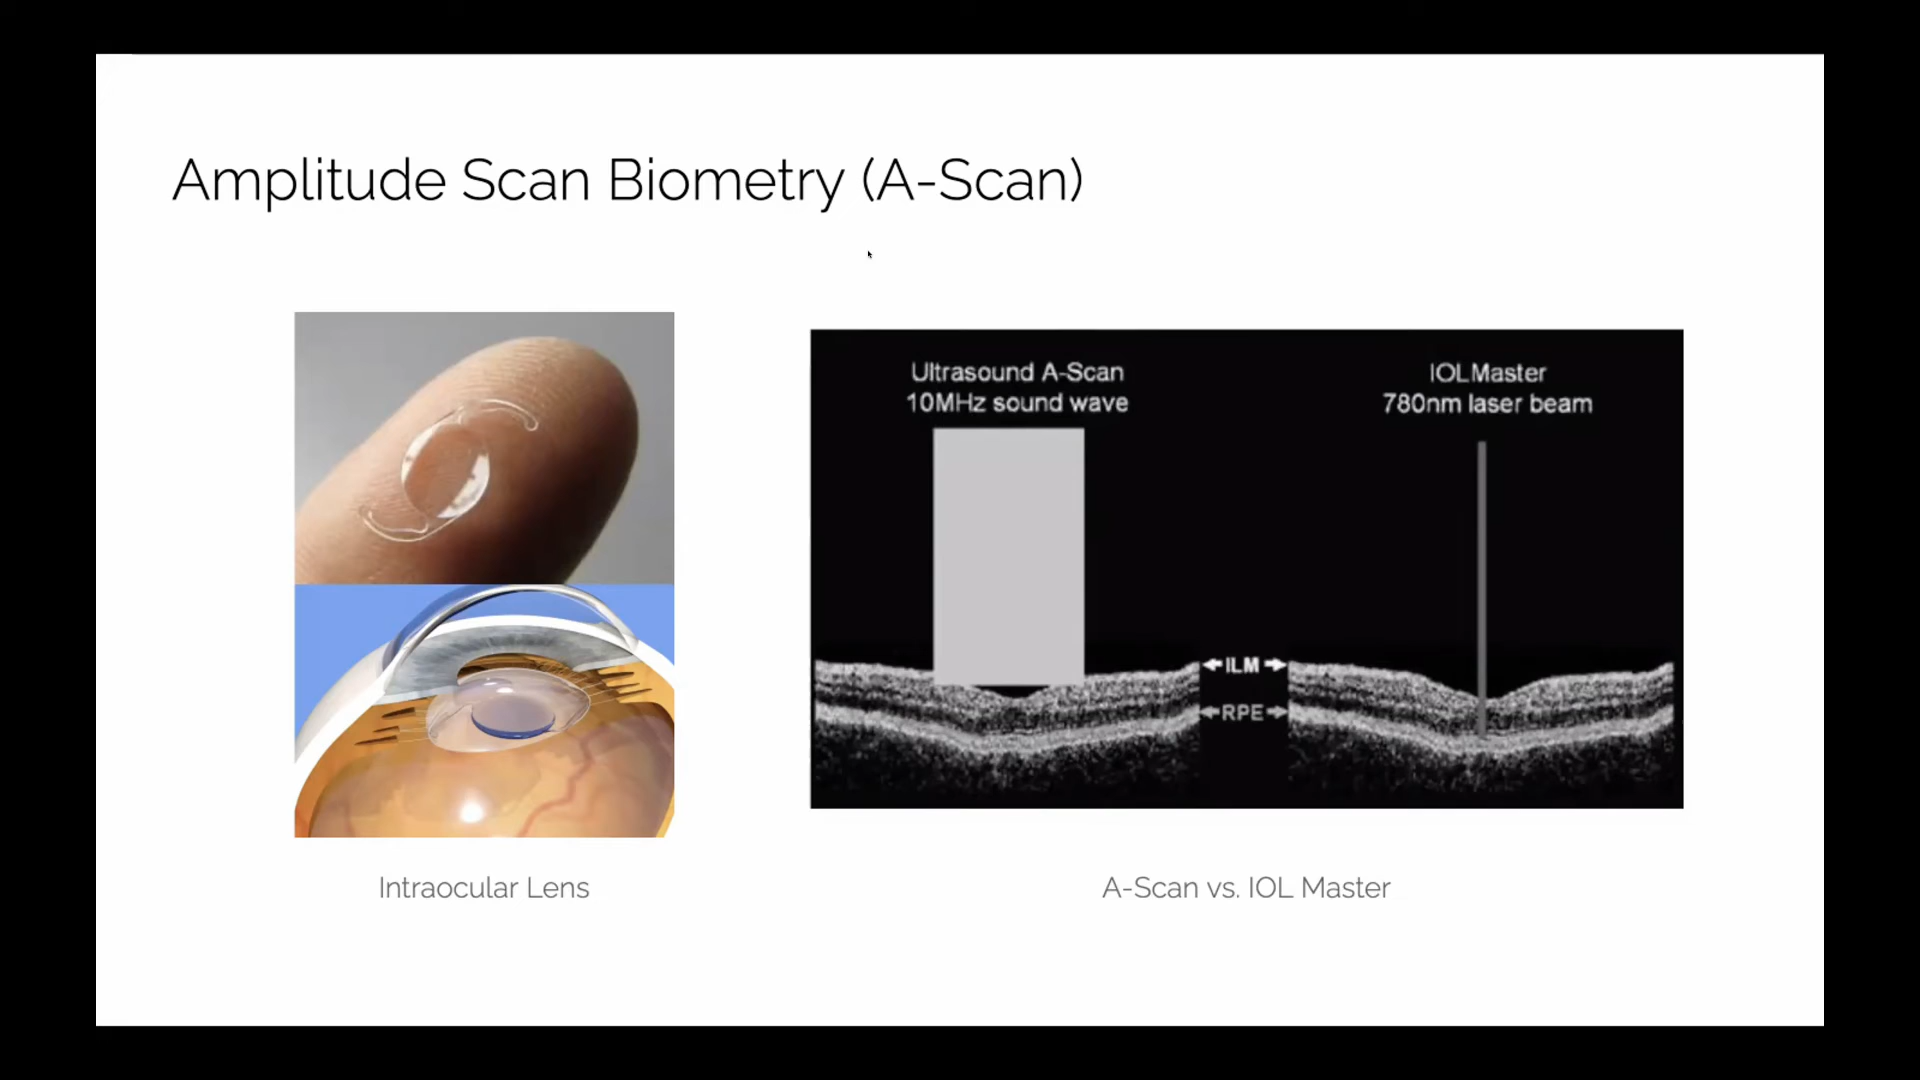 Amplitude Scan Biometry (A-Scan)
Ultrasound A-Scan
10MHz sound wave
IOLMaster
780nm laser beam
ILM
RPE
Intraocular Lens
A-Scan vs. IOL Master